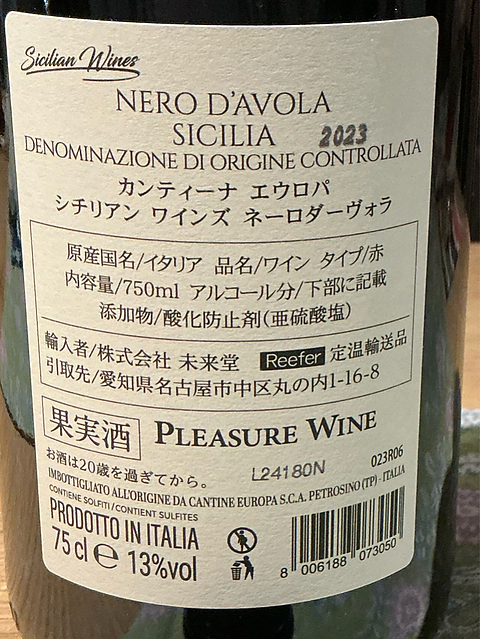 Sicilian Wines
NERO D'AVOLA
SICILIA 2023
DENOMINAZIONE DI ORIGINE CONTROLLATA
カンティーナ エウロパ
シチリアン ワインズ ネーロダーヴォラ
原産国名/イタリア 品名/ワイン タイプ/赤
内容量/750ml アルコール分/下部に記載
添加物/酸化防止剤(亜硫酸塩)
輸入者/株式会社 未来堂 Reefer 定温輸送品
引取先/愛知県名古屋市中区丸の内1-16-8
果実酒 PLEASURE WINE
お酒は20歳を過ぎてから。 L24180N 023R06
IMBOTTIGLIATO ALL'ORIGINE DA CANTINE EUROPA S.C.A. PETROSINO (TP) - ITALIA
CONTIENE SOLFITI / CONTIENT SULFITES
PRODOTTO IN ITALIA
75 cl e 13%vol
8 006188 073050